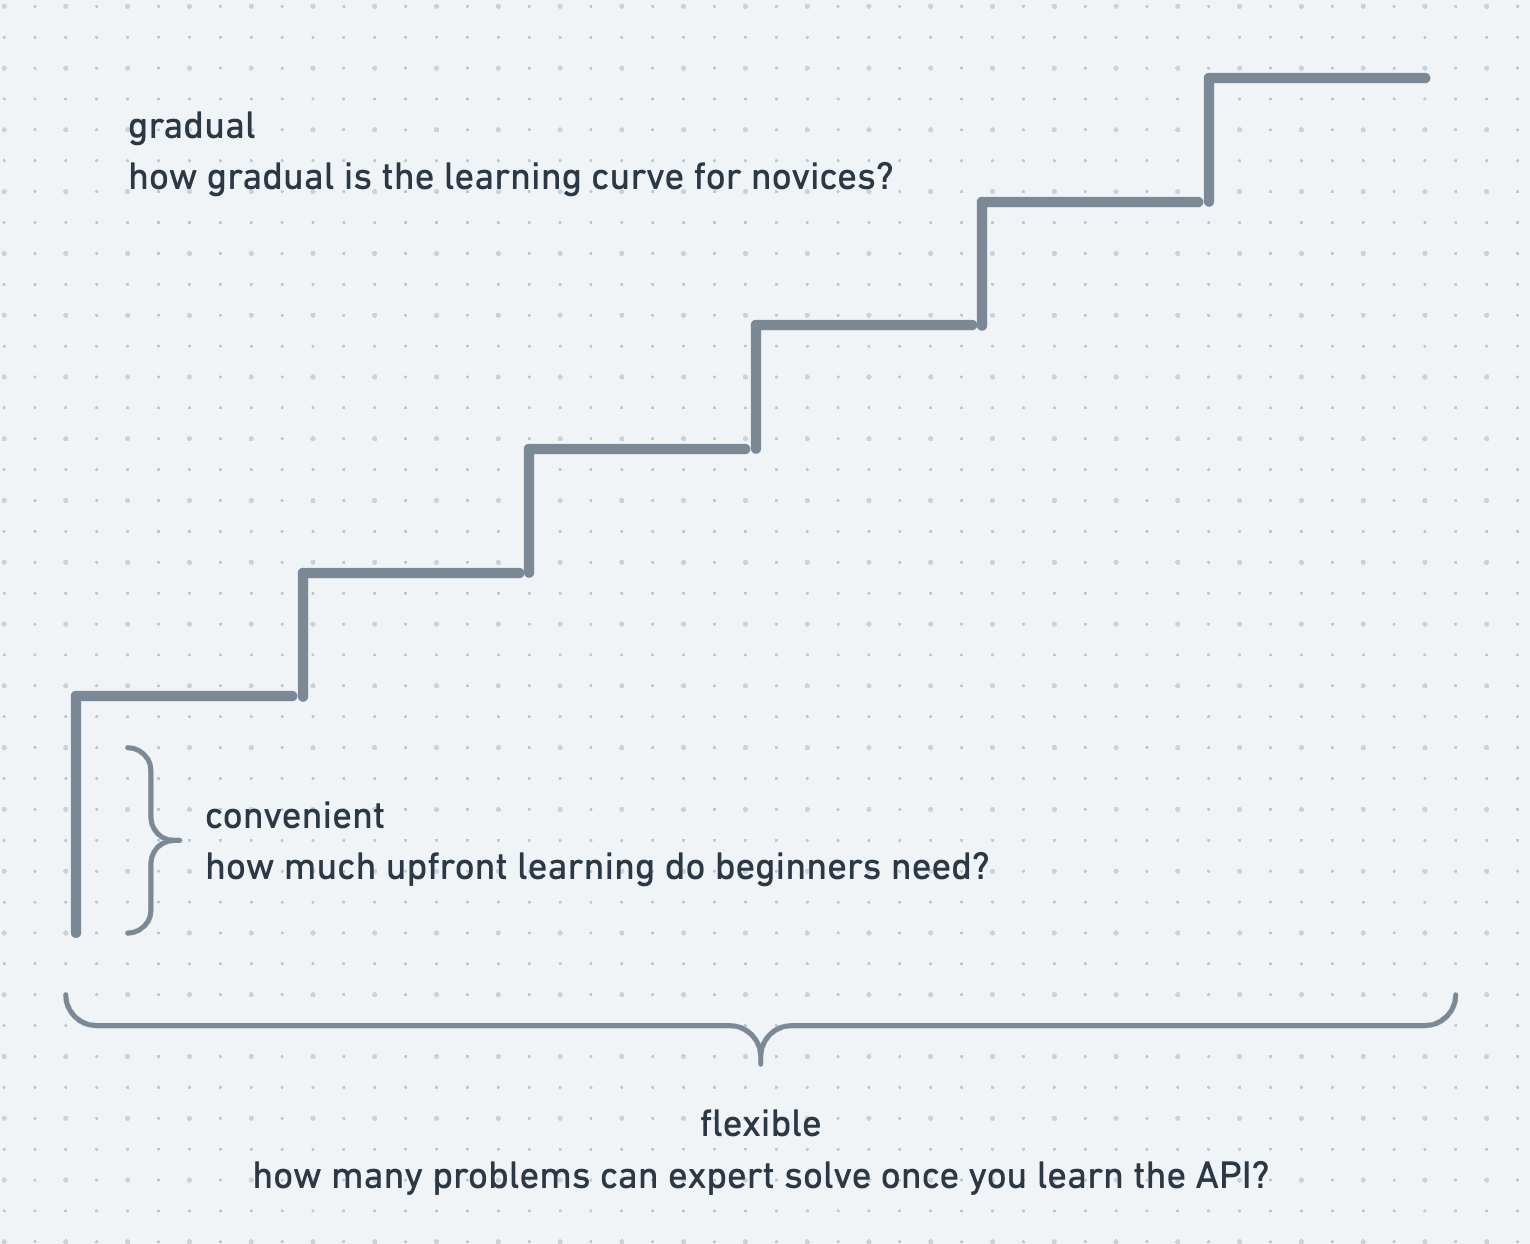 gradual
how gradual is the learning curve for novices?
convenient
how much upfront learning do beginners need?
flexible
how many problems can expert solve once you learn the API?